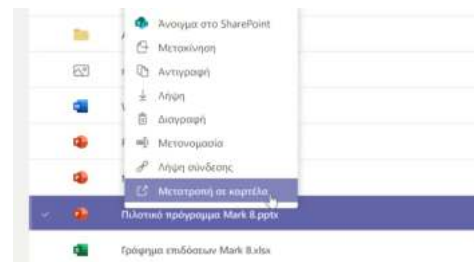 Άνοιγμα στο SharePoint
Μετακίνηση
Αντιγραφή
Λήψη
Διαγραφή
Μετονομασία
Λήψη σύνδεσης
Μετατροπή σε καρτέλα
Πιλοτικό πρόγραμμα Mark 8.pptx
Γράφημα επιδόσεων Mark 8.xlsx